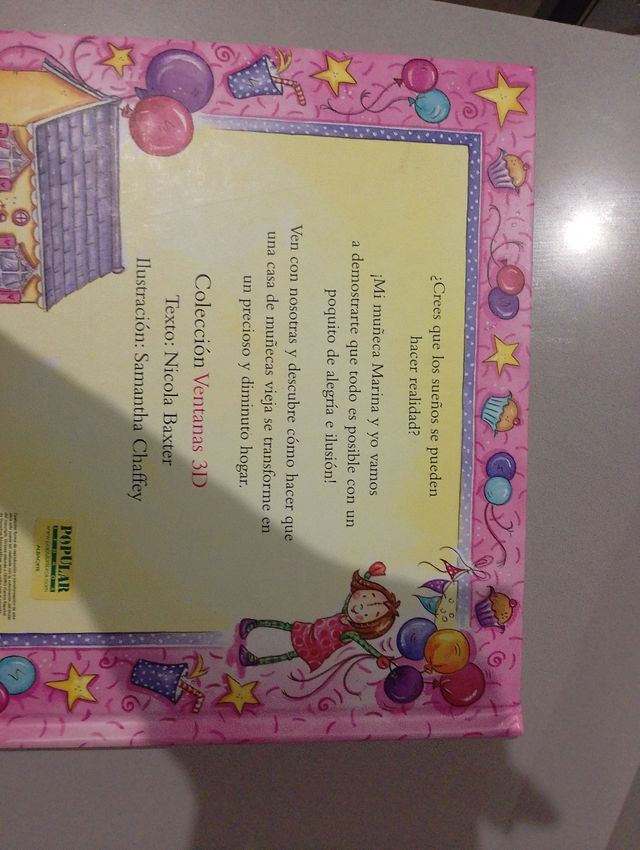 ¿Crees que los sueños se pueden
hacer realidad?
¡Mi muñeca Marina y yo vamos
a demostrarte que todo es posible con un
poquito de alegría e ilusión!
Ven con nosotras y descubre cómo hacer que
una casa de muñecas vieja se transforme en
un precioso y diminuto hogar.
Colección Ventanas 3D
Texto: Nicola Baxter
Ilustración: Samantha Chaffey
POPULAR
LIBROS
ALBACETE